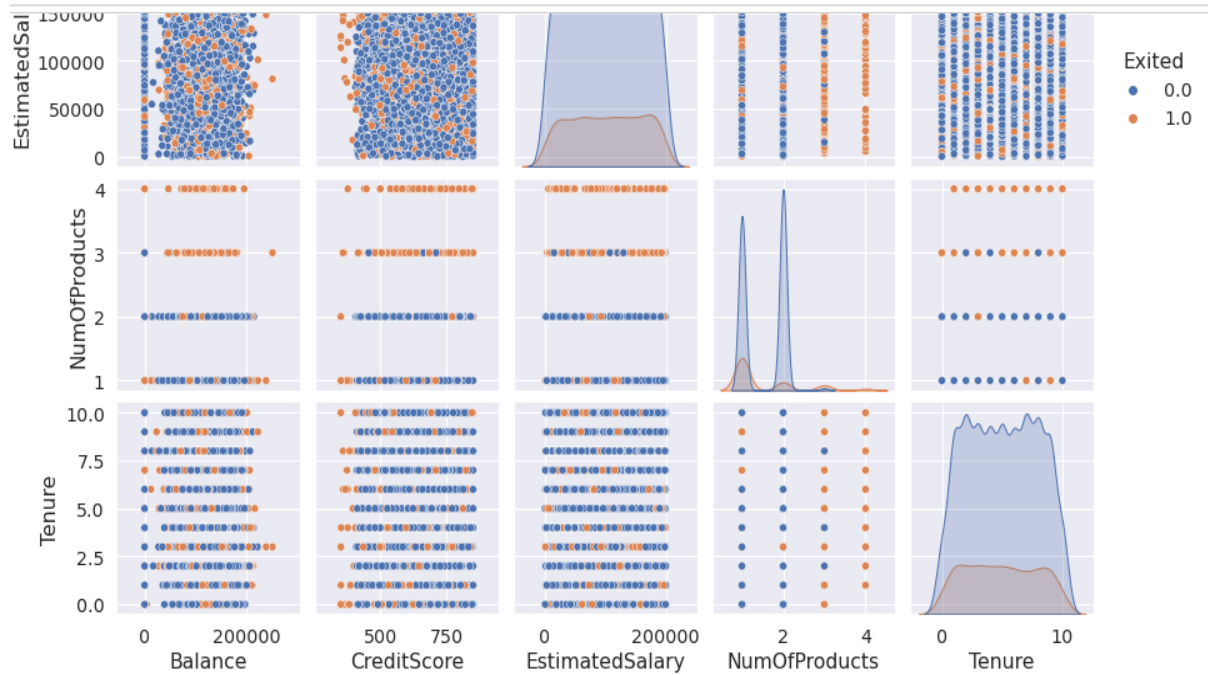 150000
100000
50000
0
EstimatedSal
Exited
0.0
1.0
4
3
2
1
NumOfProducts
10.0
7.5
5.0
2.5
0.0
Tenure
0 200000
500 750
0 200000
2 4
0 10
Balance
CreditScore
EstimatedSalary
NumOfProducts
Tenure